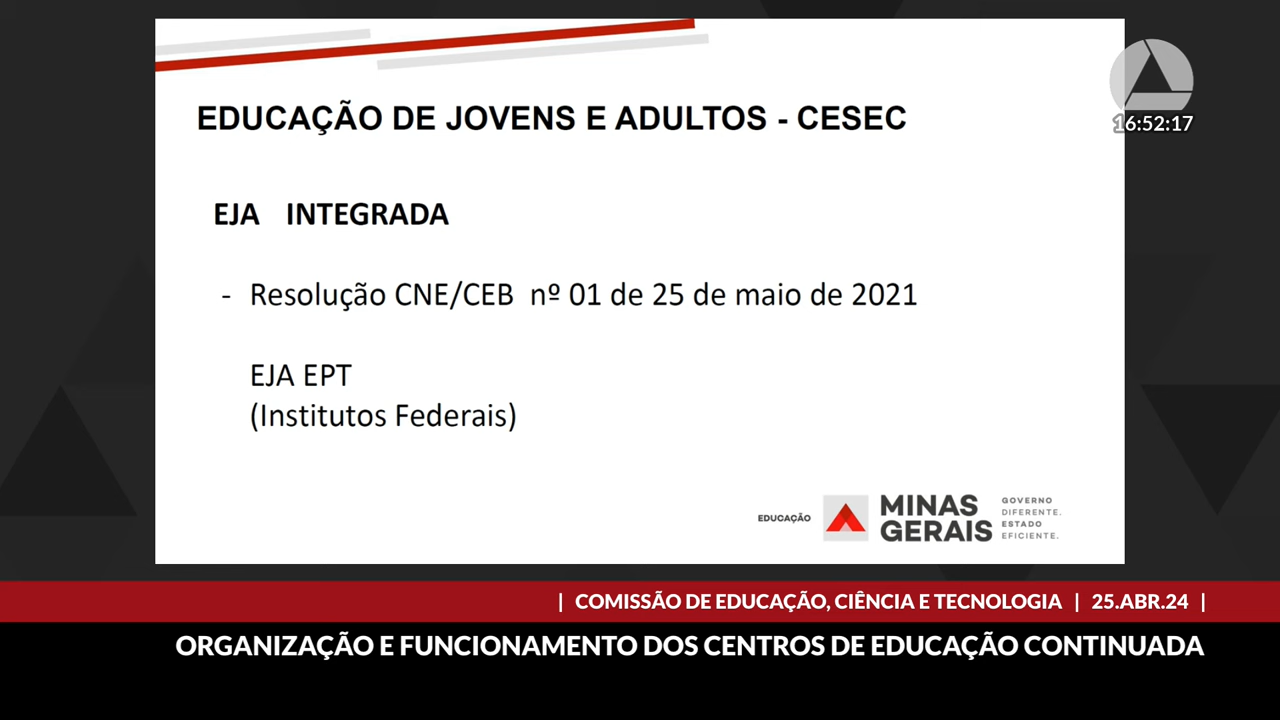 EDUCAÇÃO DE JOVENS E ADULTOS - CESEC
16:52:17
EJA INTEGRADA
- Resolução CNE/CEB nº 01 de 25 de maio de 2021
EJA EPT
(Institutos Federais)
EDUCAÇÃO
MINAS
GERAIS
GOVERNO
DIFERENTE.
ESTADO
EFICIENTE.
| COMISSÃO DE EDUCAÇÃO, CIÊNCIA E TECNOLOGIA | 25.ABR.24 |
ORGANIZAÇÃO E FUNCIONAMENTO DOS CENTROS DE EDUCAÇÃO CONTINUADA